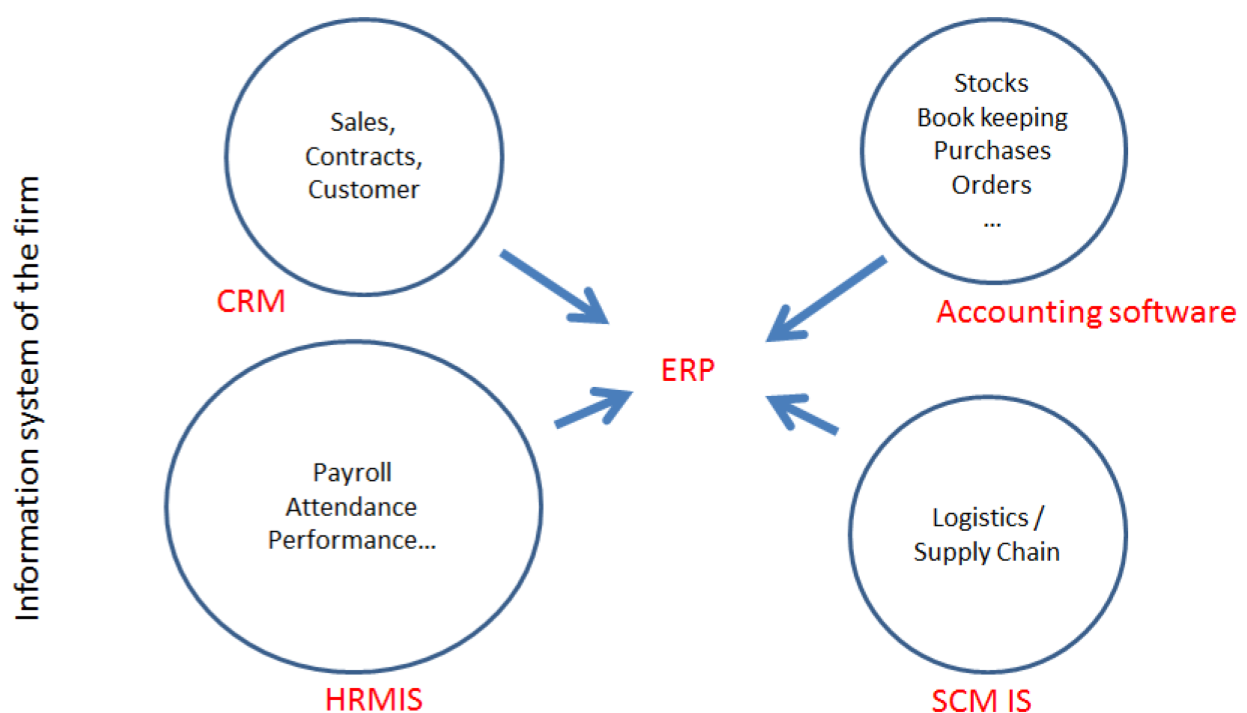 Information system of the firm
Sales,
Contracts,
Customer
CRM
Stocks
Book keeping
Purchases
Orders
...
Accounting software
ERP
Payroll
Attendance
Performance...
HRMIS
Logistics /
Supply Chain
SCM IS